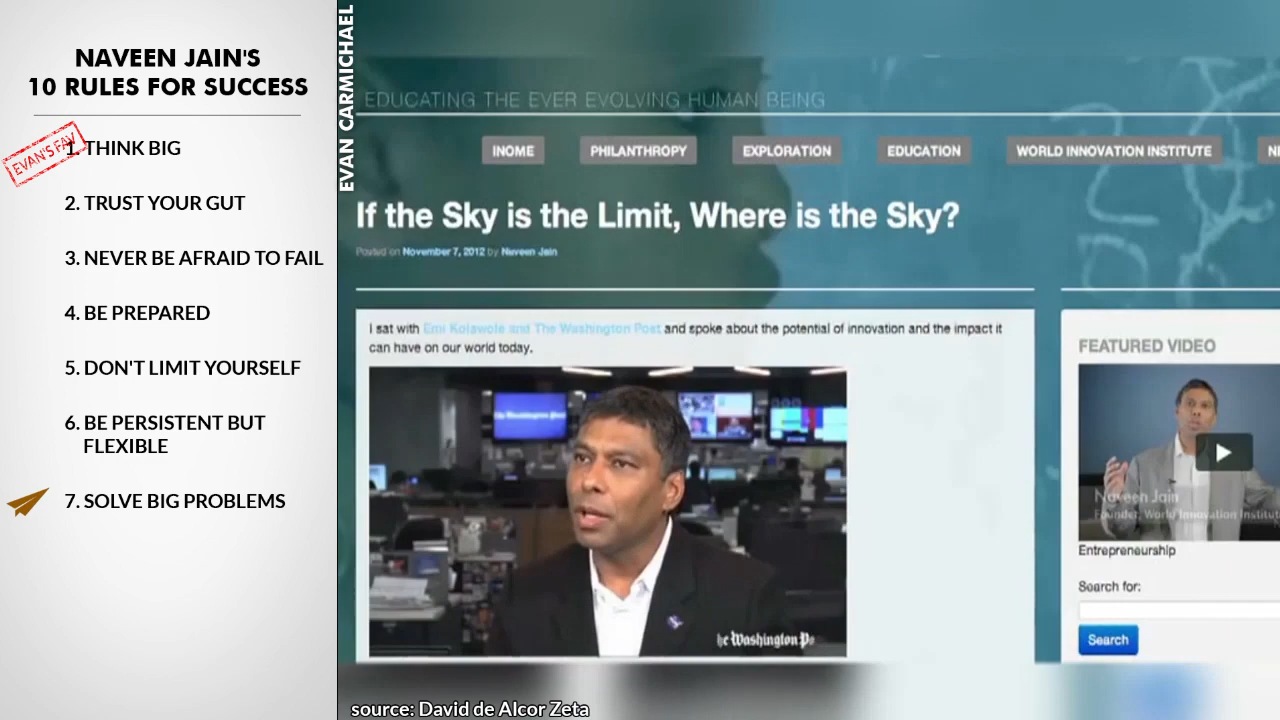 NAVEEN JAIN'S
10 RULES FOR SUCCESS
EVAN'S FAV
1. THINK BIG
2. TRUST YOUR GUT
3. NEVER BE AFRAID TO FAIL
4. BE PREPARED
5. DON'T LIMIT YOURSELF
6. BE PERSISTENT BUT
FLEXIBLE
7. SOLVE BIG PROBLEMS
EVAN CARMICHAEL
EDUCATING THE EVER EVOLVING HUMAN BEING
INOME
PHILANTHROPY
EXPLORATION
EDUCATION
WORLD INNOVATION INSTITUTE
If the Sky is the Limit, Where is the Sky?
Posted on November 7, 2012 by Naveen Jain
I sat with Emi Kolawole and The Washington Post and spoke about the potential of innovation and the impact it
can have on our world today.
he Washington Po
FEATURED VIDEO
Naveen Jain
Founder, World Innovation Institut
Entrepreneurship
Search for:
Search
source: David de Alcor Zeta